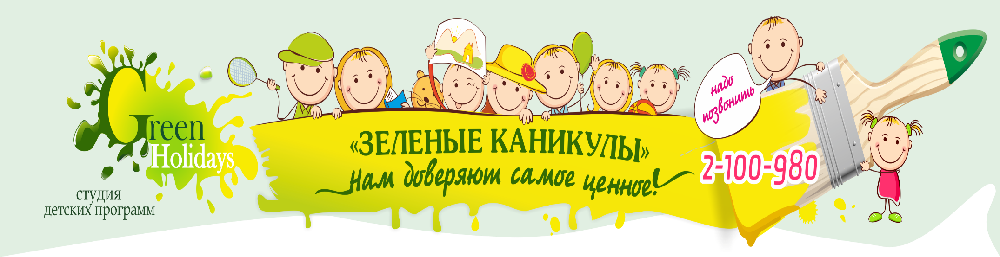 Green
Holidays
студия
детских программ
«ЗЕЛЕНЫЕ КАНИКУЛЫ»
нам доверяют самое ценное!
надо
позвонить
2-100-980